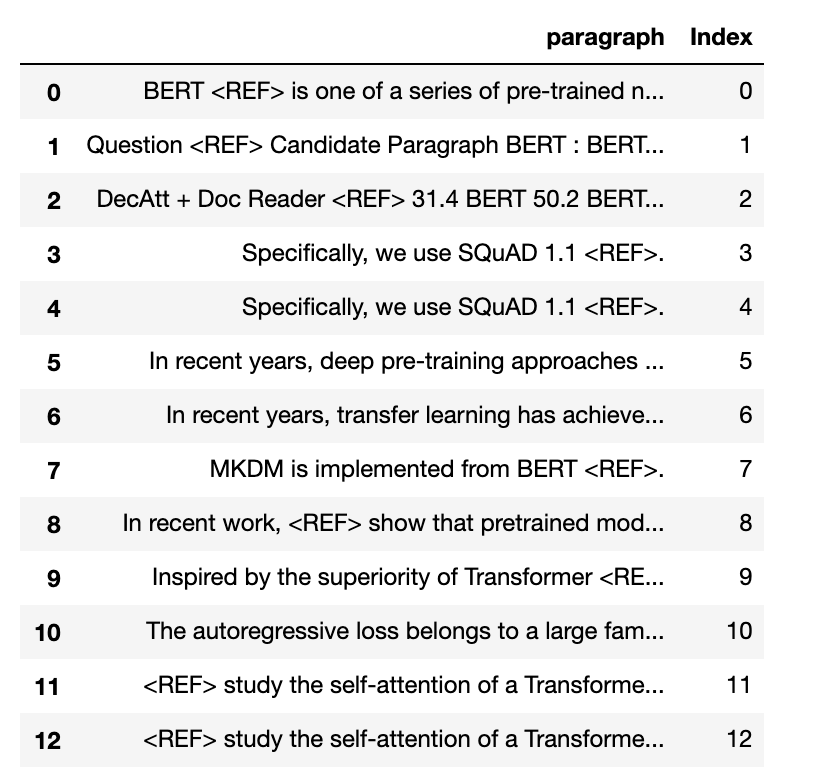 paragraph Index
0 BERT <REF> is one of a series of pre-trained n... 0
1 Question <REF> Candidate Paragraph BERT : BERT... 1
2 DecAtt + Doc Reader <REF> 31.4 BERT 50.2 BERT... 2
3 Specifically, we use SQuAD 1.1 <REF>. 3
4 Specifically, we use SQuAD 1.1 <REF>. 4
5 In recent years, deep pre-training approaches ... 5
6 In recent years, transfer learning has achieve... 6
7 MKDM is implemented from BERT <REF>. 7
8 In recent work, <REF> show that pretrained mod... 8
9 Inspired by the superiority of Transformer <RE... 9
10 The autoregressive loss belongs to a large fam... 10
11 <REF> study the self-attention of a Transforme... 11
12 <REF> study the self-attention of a Transforme... 12